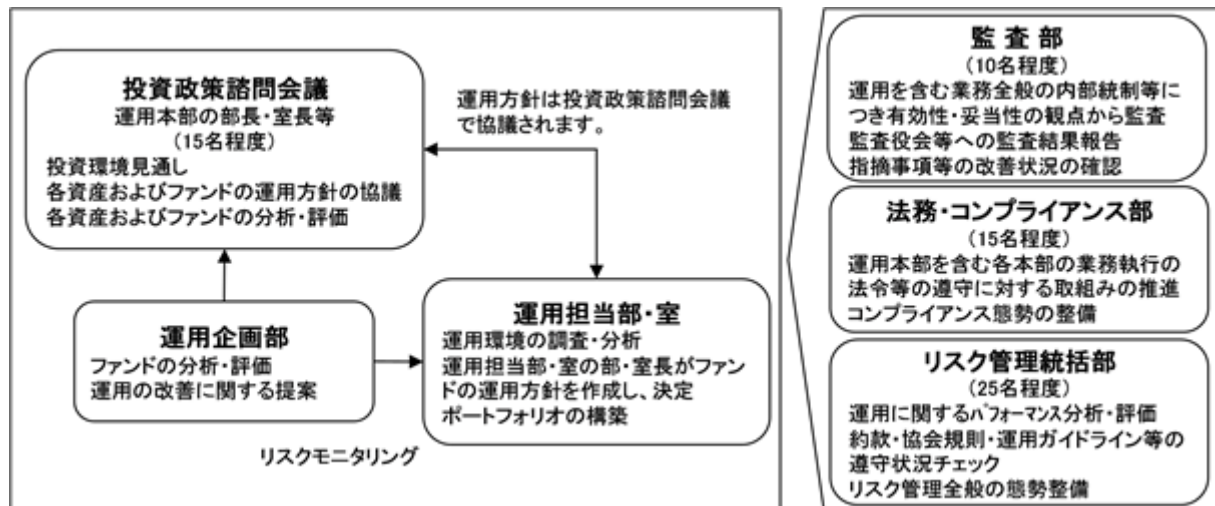 投資政策諮問会議
運用本部の部長・室長等
(15名程度)
投資環境見通し
各資産およびファンドの運用方針の協議
各資産およびファンドの分析・評価
運用方針は投資政策諮問会議
で協議されます。
運用企画部
ファンドの分析・評価
運用の改善に関する提案
運用担当部・室
運用環境の調査・分析
運用担当部・室の部・室長がファン
ドの運用方針を作成し、決定
ポートフォリオの構築
リスクモニタリング
監 査 部
(10名程度)
運用を含む業務全般の内部統制等に
つき有効性・妥当性の観点から監査
監査役会等への監査結果報告
指摘事項等の改善状況の確認
法務・コンプライアンス部
(15名程度)
運用本部を含む各本部の業務執行の
法令等の遵守に対する取組みの推進
コンプライアンス態勢の整備
リスク管理統括部
(25名程度)
運用に関するパフォーマンス分析・評価
約款・協会規則・運用ガイドライン等の
遵守状況チェック
リスク管理全般の態勢整備